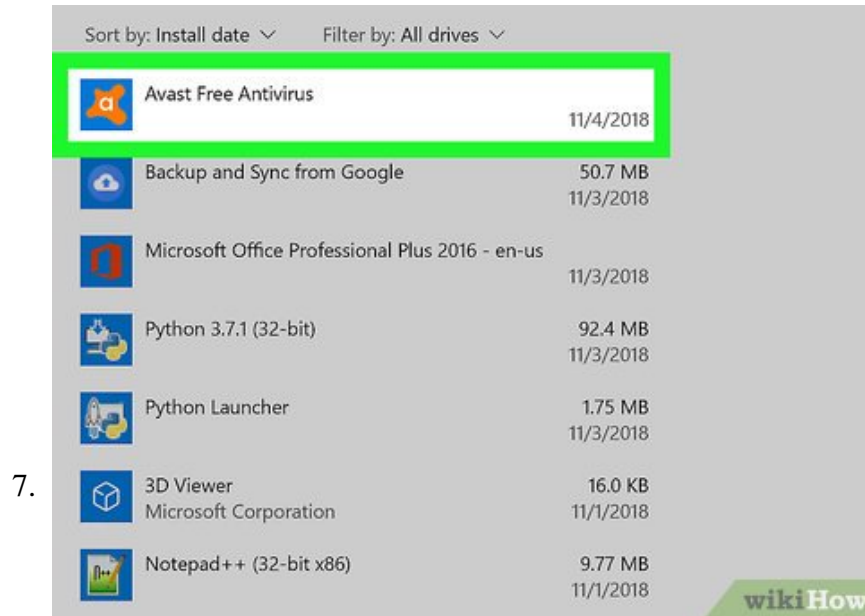 Sort by: Install date Filter by: All drives
Avast Free Antivirus
11/4/2018
Backup and Sync from Google 50.7 MB
11/3/2018
Microsoft Office Professional Plus 2016 - en-us
11/3/2018
Python 3.7.1 (32-bit) 92.4 MB
11/3/2018
Python Launcher 1.75 MB
11/3/2018
7.
3D Viewer 16.0 KB
Microsoft Corporation 11/1/2018
Notepad++ (32-bit x86) 9.77 MB
11/1/2018
wikiHow